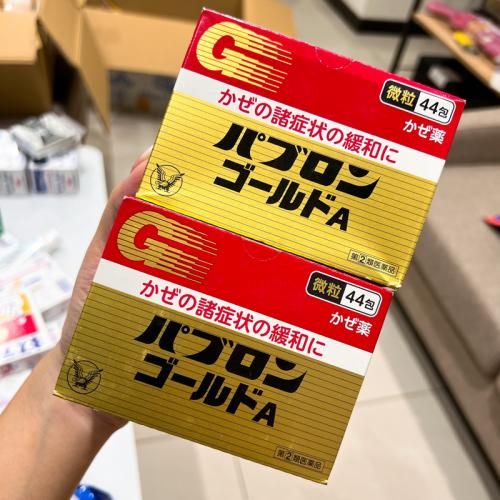 G
微粒 44包
かぜ薬
かぜの諸症状の緩和に
パブロン
ゴールドA
第②類医薬品
G
微粒 44包
かぜ薬
かぜの諸症状の緩和に
パブロン
ゴールドA
第②類医薬品